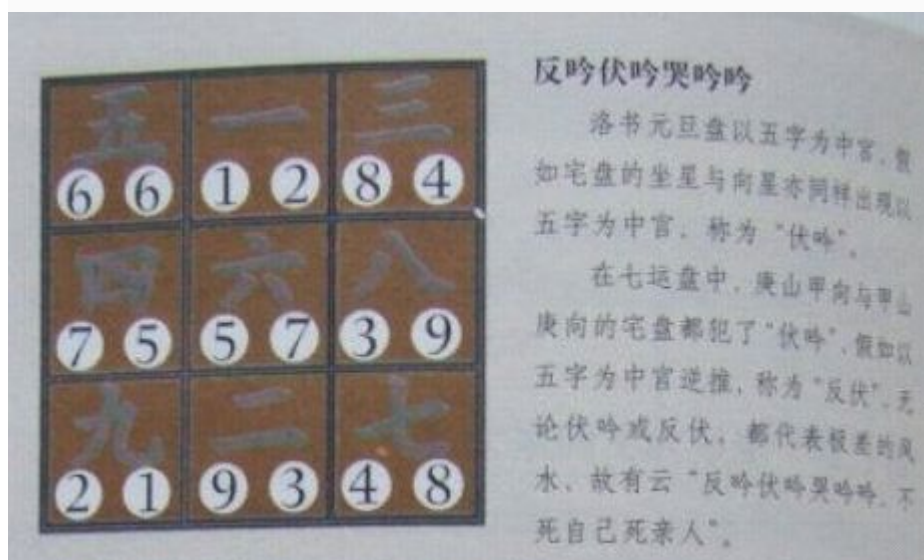 五 一 三
6 6 1 2 8 4
四 六 八
7 5 5 7 3 9
九 二 七
2 1 9 3 4 8
反吟伏吟哭吟吟
洛书元旦盘以五字为中宫，假
如宅盘的坐星与向星亦同样出现以
五字为中宫，称为“伏吟”。
在七运盘中，庚山甲向与甲山
庚向的宅盘都犯了“伏吟”，假如以
五字为中宫逆推，称为“反伏”，无
论伏吟或反伏，都代表极差的风
水，故有云“反吟伏吟哭吟吟，不
死自己死亲人”。